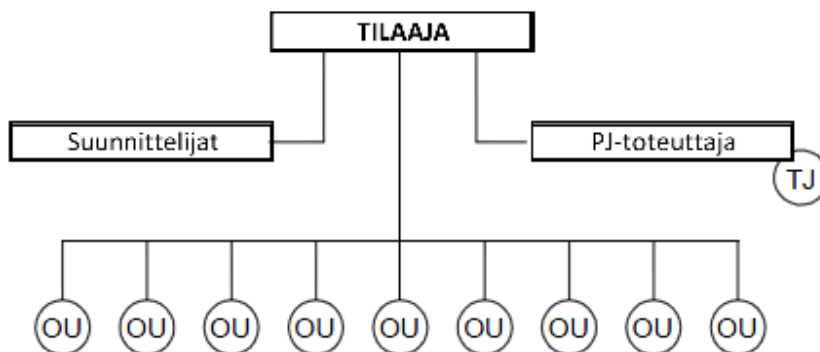 TILAAJA
Suunnittelijat
PJ-toteuttaja
TJ
OU OU OU OU OU OU OU OU OU